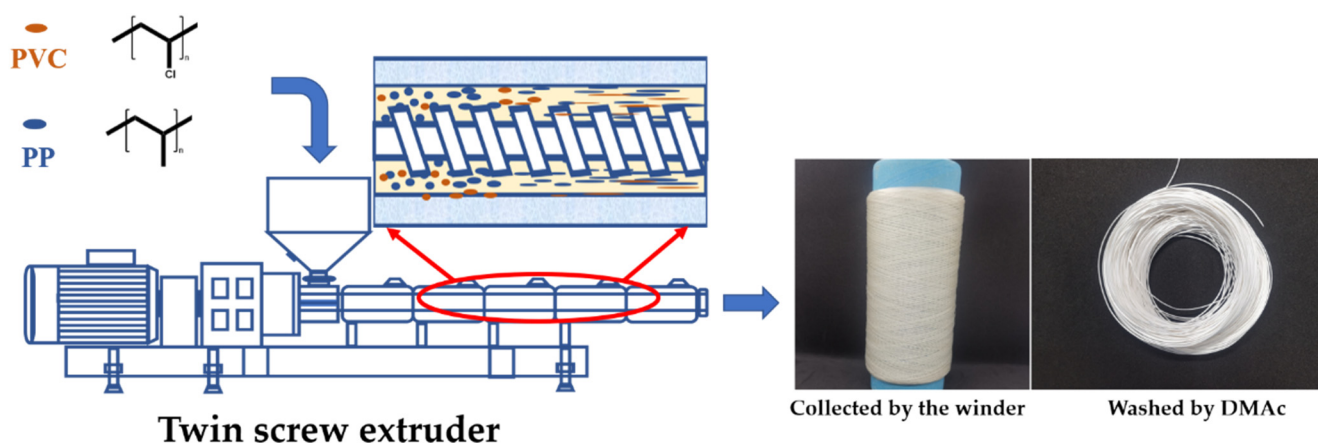 PVC
Cl
n
PP
n
Twin screw extruder
Collected by the winder
Washed by DMAc